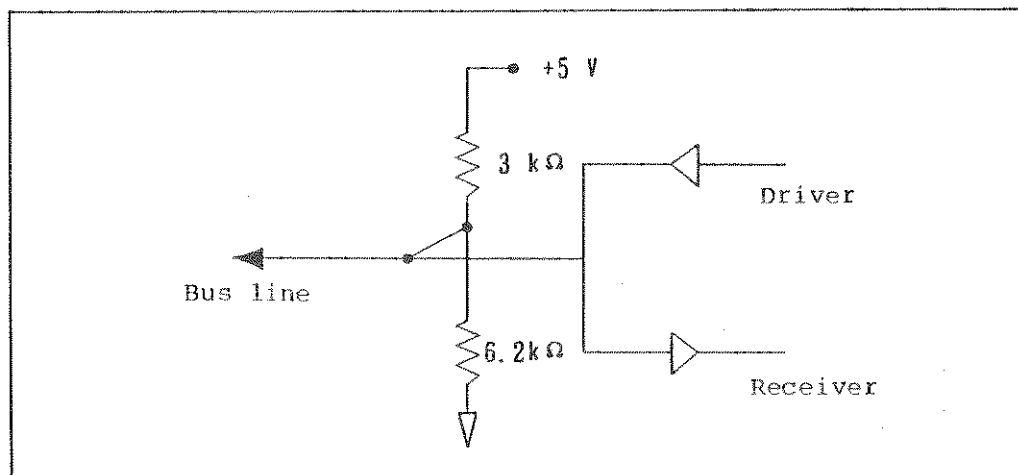 +5 V
3 kΩ
Driver
Bus line
6.2kΩ
Receiver